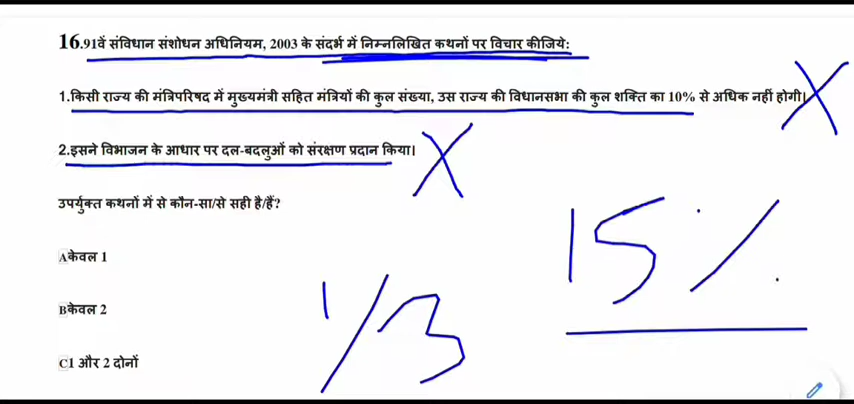 16.91वें संविधान संशोधन अधिनियम, 2003 के संदर्भ में निम्नलिखित कथनों पर विचार कीजिये:
1.किसी राज्य की मंत्रिपरिषद में मुख्यमंत्री सहित मंत्रियों की कुल संख्या, उस राज्य की विधानसभा की कुल शक्ति का 10% से अधिक नहीं होगी।
2.इसने विभाजन के आधार पर दल-बदलुओं को संरक्षण प्रदान किया।
उपर्युक्त कथनों में से कौन-सा/से सही है/हैं?
15%
Aकेवल 1
Bकेवल 2
1/3
C1 और 2 दोनों